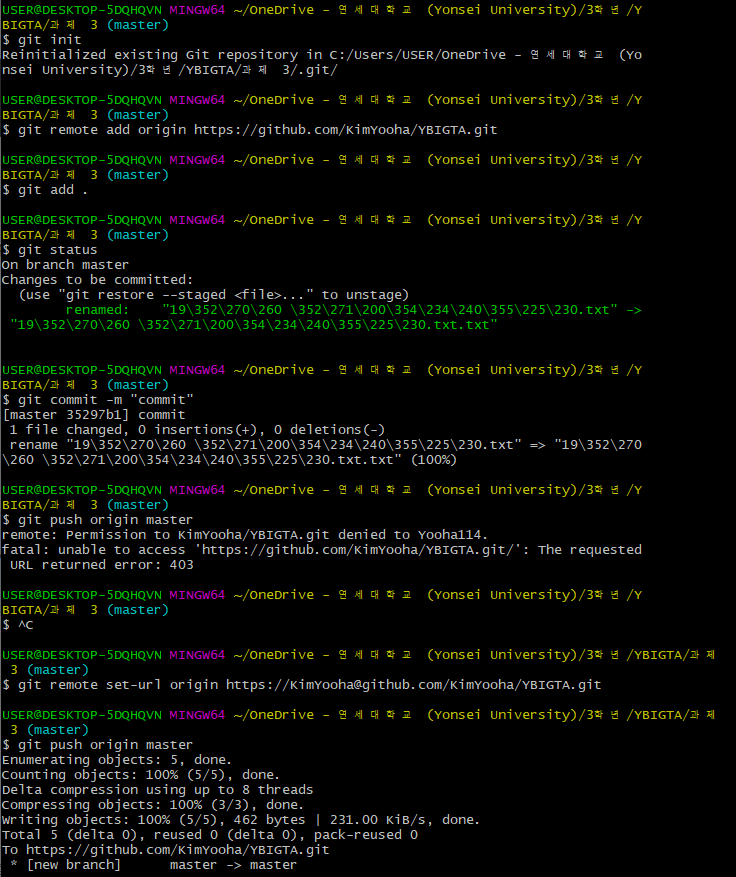 USER@DESKTOP-5DQHQVN MINGW64 ~/OneDrive - 연세대학교 (Yonsei University)/3학년/Y
BIGTA/과제 3 (master)
$ git init
Reinitialized existing Git repository in C:/Users/USER/OneDrive - 연세대학교 (Yo
nsei University)/3학년/YBIGTA/과제 3/.git/
USER@DESKTOP-5DQHQVN MINGW64 ~/OneDrive - 연세대학교 (Yonsei University)/3학년/Y
BIGTA/과제 3 (master)
$ git remote add origin https://github.com/KimYooha/YBIGTA.git
USER@DESKTOP-5DQHQVN MINGW64 ~/OneDrive - 연세대학교 (Yonsei University)/3학년/Y
BIGTA/과제 3 (master)
$ git add .
USER@DESKTOP-5DQHQVN MINGW64 ~/OneDrive - 연세대학교 (Yonsei University)/3학년/Y
BIGTA/과제 3 (master)
$ git status
On branch master
Changes to be committed:
  (use "git restore --staged <file>..." to unstage)
        renamed:    "19\352\270\260 \352\271\200\354\234\240\355\225\230.txt" ->
 "19\352\270\260 \352\271\200\354\234\240\355\225\230.txt.txt"
USER@DESKTOP-5DQHQVN MINGW64 ~/OneDrive - 연세대학교 (Yonsei University)/3학년/Y
BIGTA/과제 3 (master)
$ git commit -m "commit"
[master 35297b1] commit
 1 file changed, 0 insertions(+), 0 deletions(-)
 rename "19\352\270\260 \352\271\200\354\234\240\355\225\230.txt" => "19\352\270
\260 \352\271\200\354\234\240\355\225\230.txt.txt" (100%)
USER@DESKTOP-5DQHQVN MINGW64 ~/OneDrive - 연세대학교 (Yonsei University)/3학년/Y
BIGTA/과제 3 (master)
$ git push origin master
remote: Permission to KimYooha/YBIGTA.git denied to Yooha114.
fatal: unable to access 'https://github.com/KimYooha/YBIGTA.git/': The requested
 URL returned error: 403
USER@DESKTOP-5DQHQVN MINGW64 ~/OneDrive - 연세대학교 (Yonsei University)/3학년/Y
BIGTA/과제 3 (master)
$ ^C
USER@DESKTOP-5DQHQVN MINGW64 ~/OneDrive - 연세대학교 (Yonsei University)/3학년/YBIGTA/과제
 3 (master)
$ git remote set-url origin https://KimYooha@github.com/KimYooha/YBIGTA.git
USER@DESKTOP-5DQHQVN MINGW64 ~/OneDrive - 연세대학교 (Yonsei University)/3학년/YBIGTA/과제
 3 (master)
$ git push origin master
Enumerating objects: 5, done.
Counting objects: 100% (5/5), done.
Delta compression using up to 8 threads
Compressing objects: 100% (3/3), done.
Writing objects: 100% (5/5), 462 bytes | 231.00 KiB/s, done.
Total 5 (delta 0), reused 0 (delta 0), pack-reused 0
To https://github.com/KimYooha/YBIGTA.git
 * [new branch]      master -> master